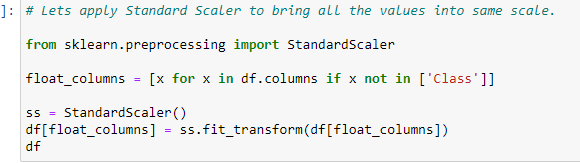 ]: # Lets apply Standard Scaler to bring all the values into same scale.
from sklearn.preprocessing import StandardScaler
float_columns = [x for x in df.columns if x not in ['Class']]
ss = StandardScaler()
df[float_columns] = ss.fit_transform(df[float_columns])
df